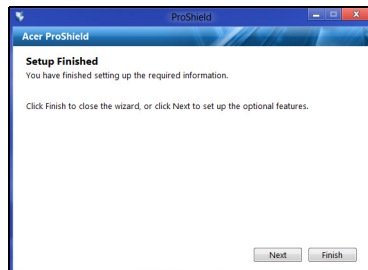 ProShield
Acer ProShield
Setup Finished
You have finished setting up the required information.
Click Finish to close the wizard, or click Next to set up the optional features.
Next
Finish